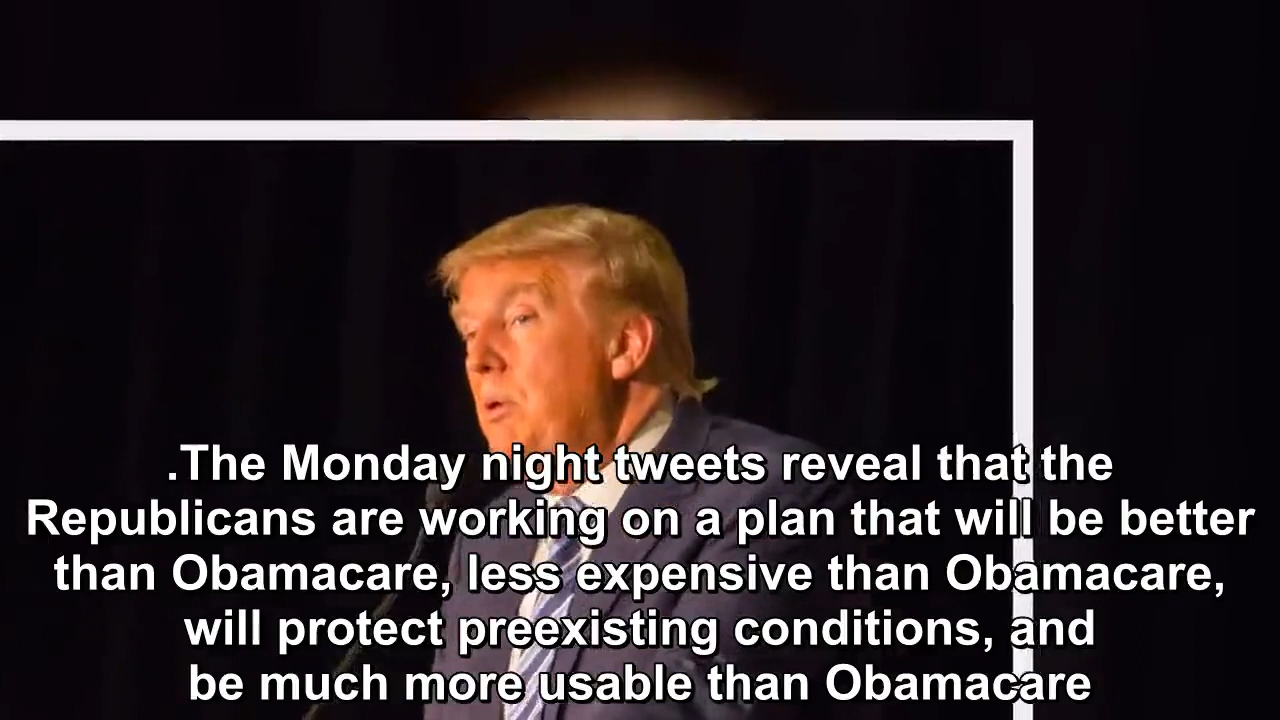 .The Monday night tweets reveal that the
Republicans are working on a plan that will be better
than Obamacare, less expensive than Obamacare,
will protect preexisting conditions, and
be much more usable than Obamacare